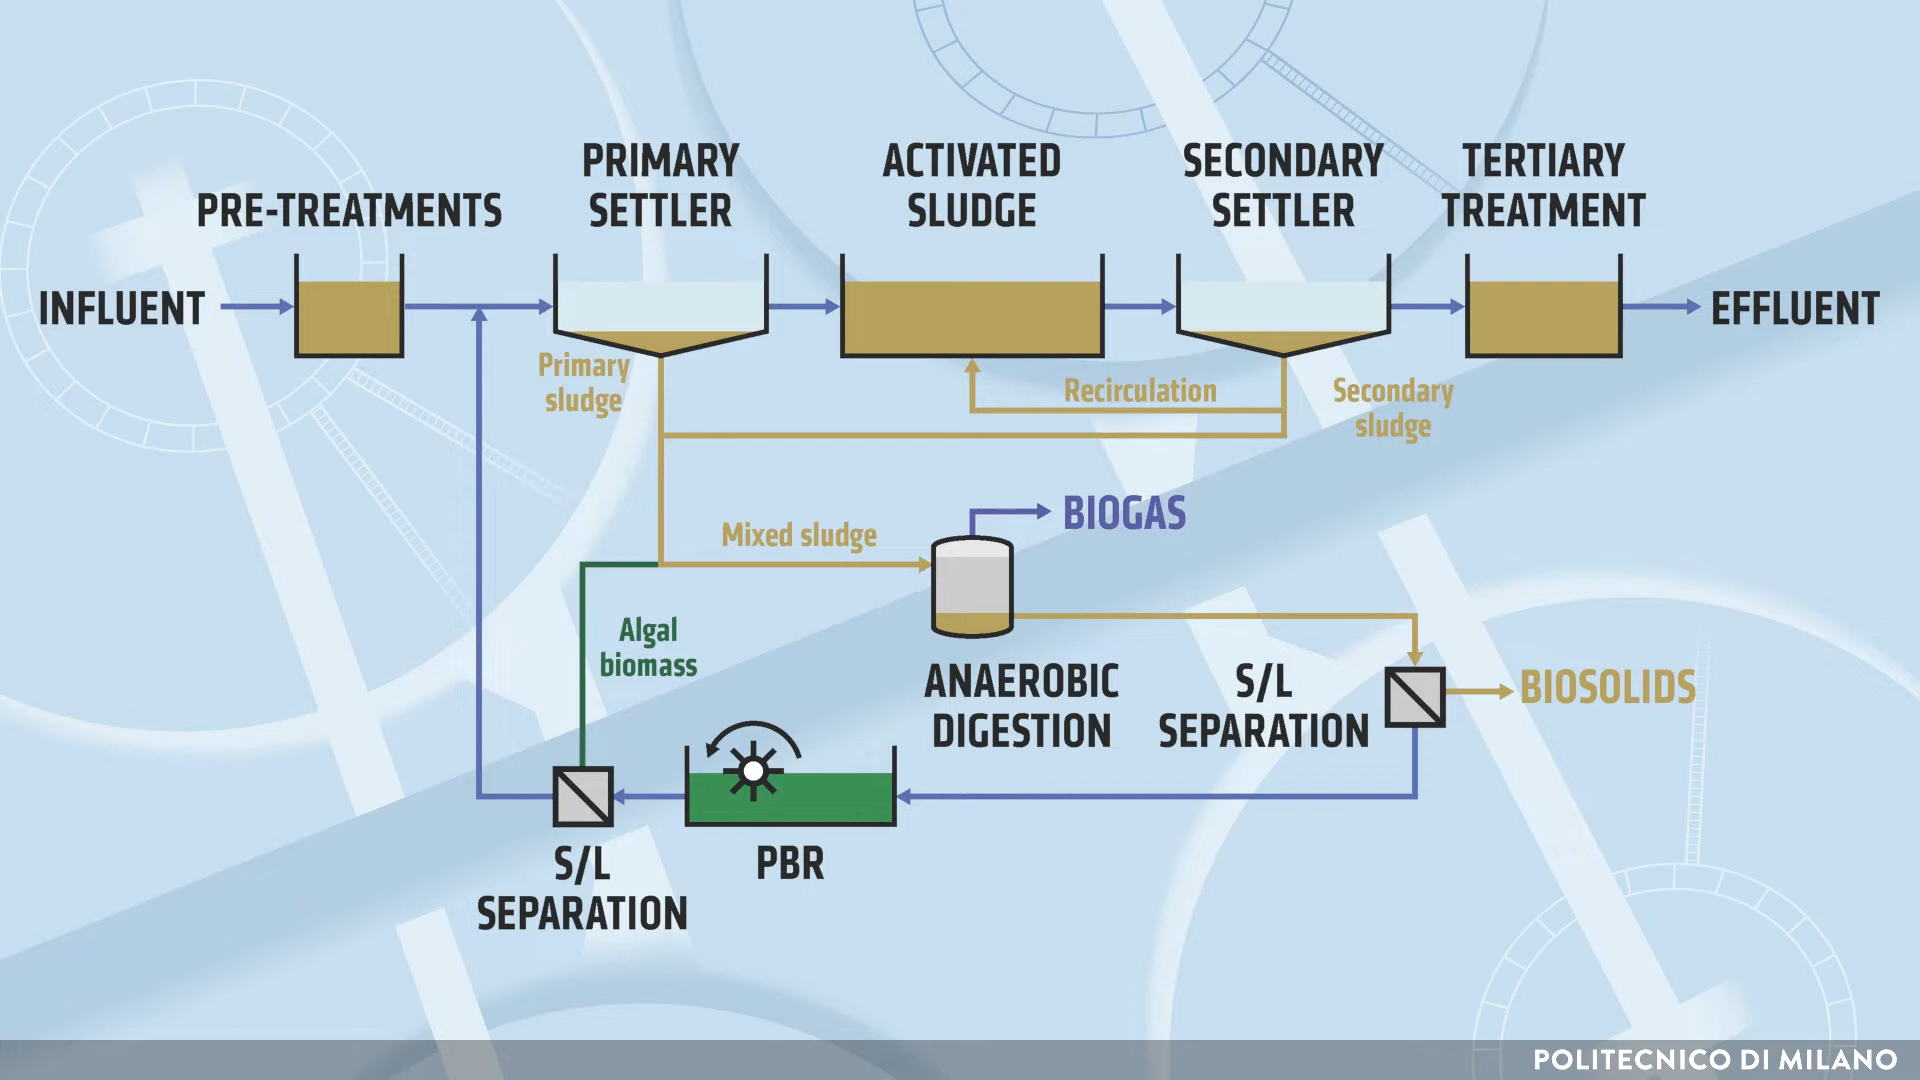 PRIMARY
SETTLER
ACTIVATED
SLUDGE
SECONDARY
SETTLER
TERTIARY
TREATMENT
PRE-TREATMENTS
INFLUENT
EFFLUENT
Primary
sludge
Recirculation
Secondary
sludge
BIOGAS
Mixed sludge
Algal
biomass
ANAEROBIC
DIGESTION
S/L
SEPARATION
BIOSOLIDS
S/L
SEPARATION
PBR
POLITECNICO DI MILANO